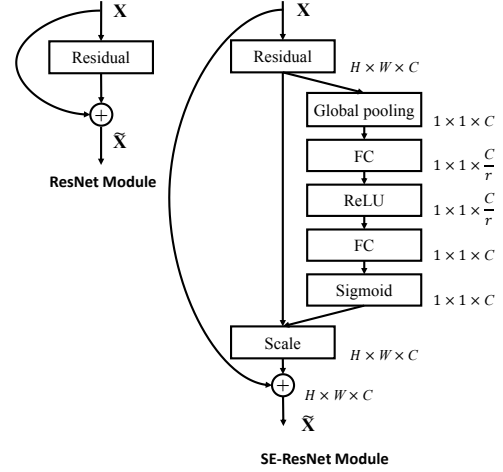 X
Residual
+
X̃
ResNet Module
X
Residual
H × W × C
Global pooling
1 × 1 × C
FC
1 × 1 × C/r
ReLU
1 × 1 × C/r
FC
1 × 1 × C
Sigmoid
1 × 1 × C
Scale
H × W × C
+
H × W × C
X̃
SE-ResNet Module